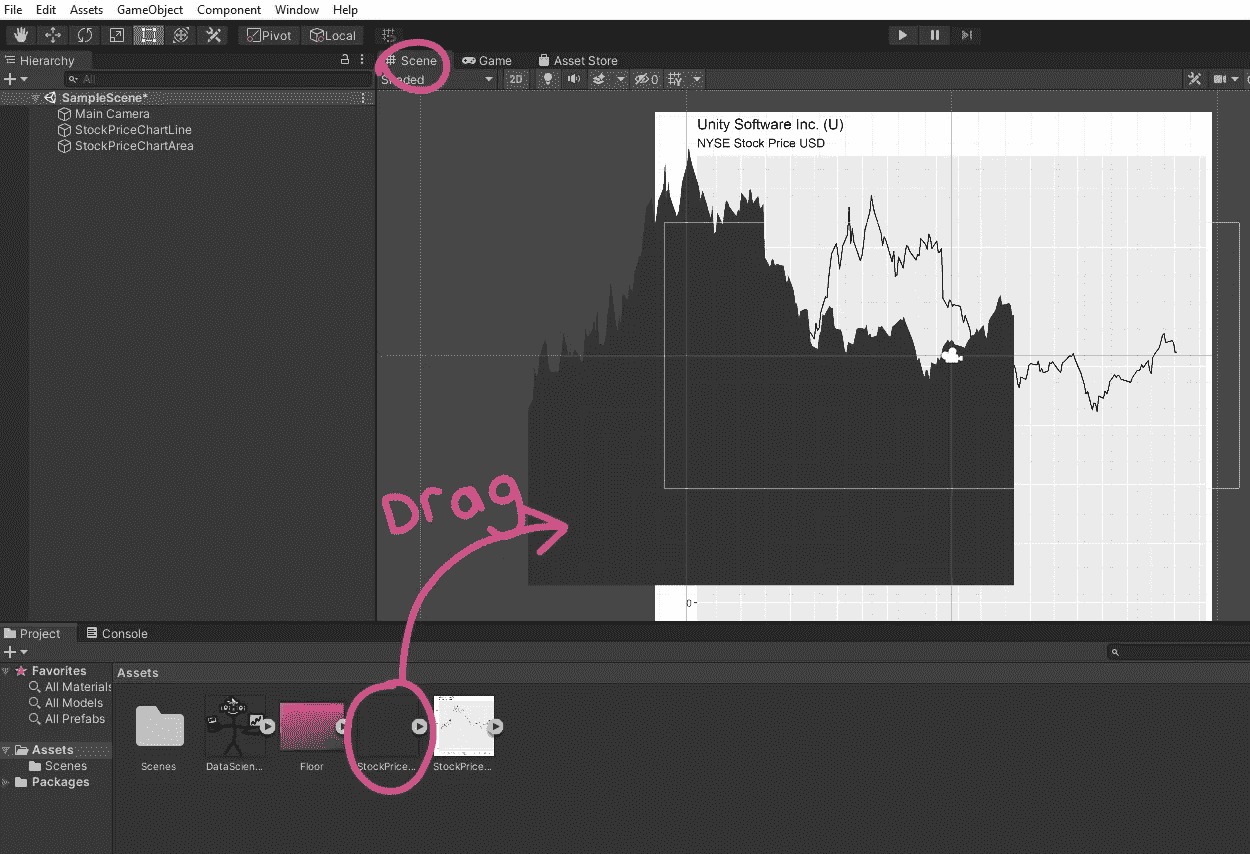 File Edit Assets GameObject Component Window Help
Pivot Local
Hierarchy
Scene Game Asset Store
All
Shaded 2D 0
SampleScene*
Main Camera
StockPriceChartLine
StockPriceChartArea
Unity Software Inc. (U)
NYSE Stock Price USD
Drag
0
Project Console
Favorites
All Materials
All Models
All Prefabs
Assets
Scenes
Packages
Assets
Scenes DataScien... Floor StockPrice... StockPrice...